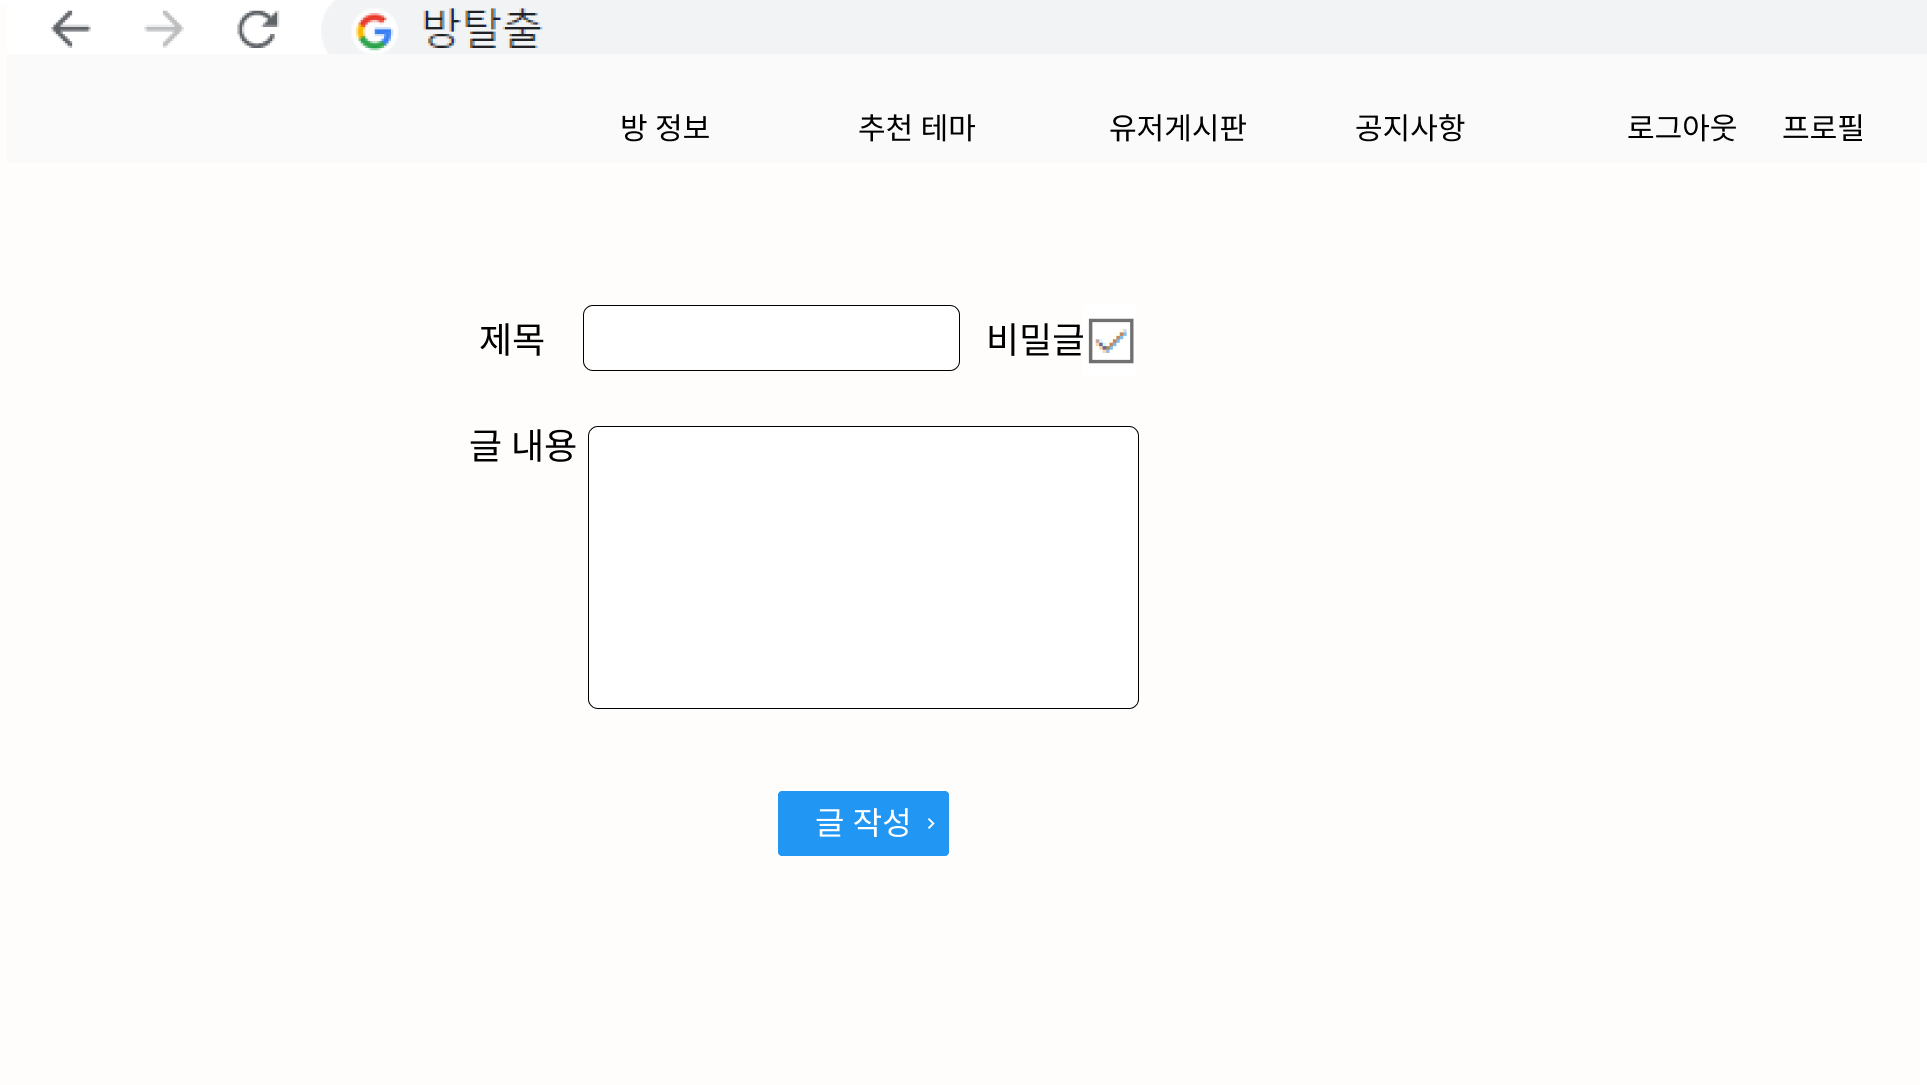 방탈출
방 정보 추천 테마 유저게시판 공지사항 로그아웃 프로필
제목 비밀글
글 내용
글 작성 ›